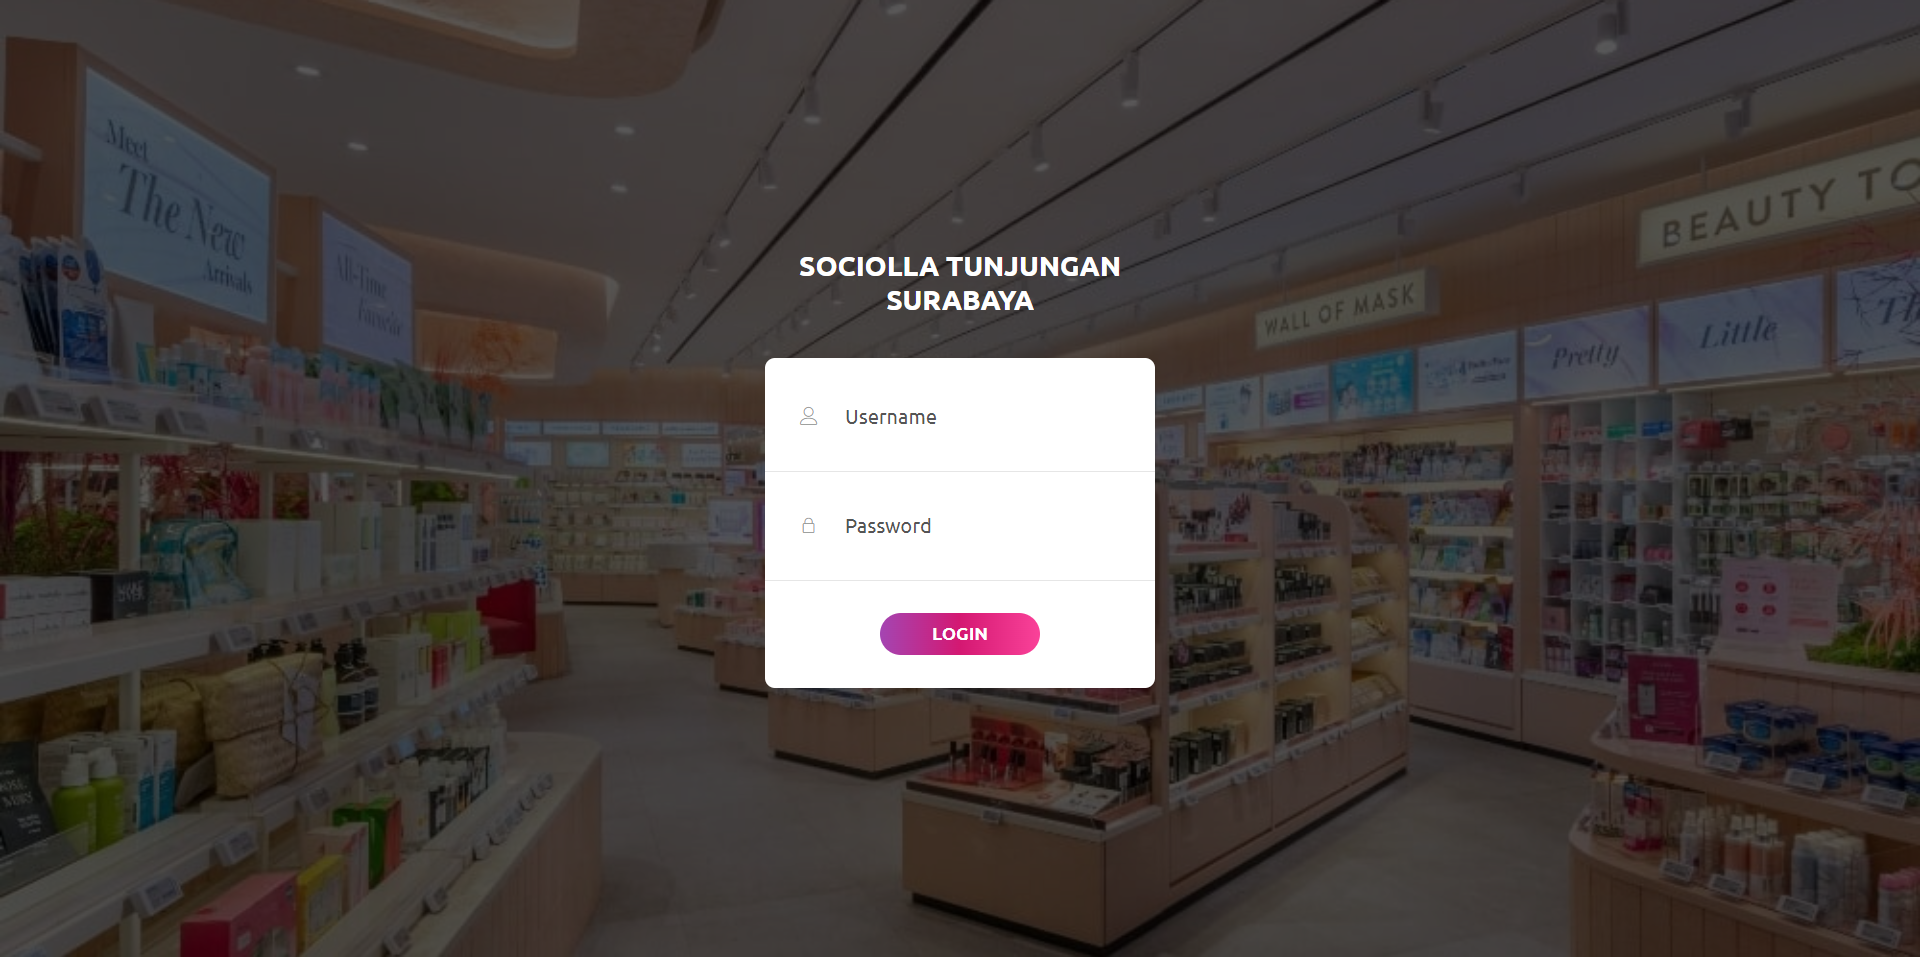 Meet
The New
Arrivals
All-Time
Favorite
BEAUTY TO
WALL OF MASK
Pretty
Little
SOCIOLLA TUNJUNGAN
SURABAYA
Username
Password
LOGIN